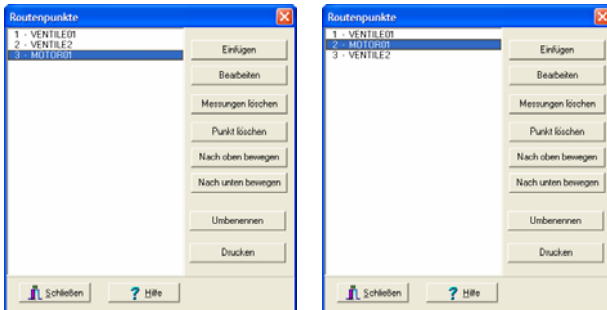 Routenpunkte
1 - VENTILE01
2 - VENTILE2
3 - MOTOR01
Einfügen
Bearbeiten
Messungen löschen
Punkt löschen
Nach oben bewegen
Nach unten bewegen
Umbenennen
Drucken
Schließen
? Hilfe
Routenpunkte
1 - VENTILE01
2 - MOTOR01
3 - VENTILE2
Einfügen
Bearbeiten
Messungen löschen
Punkt löschen
Nach oben bewegen
Nach unten bewegen
Umbenennen
Drucken
Schließen
? Hilfe